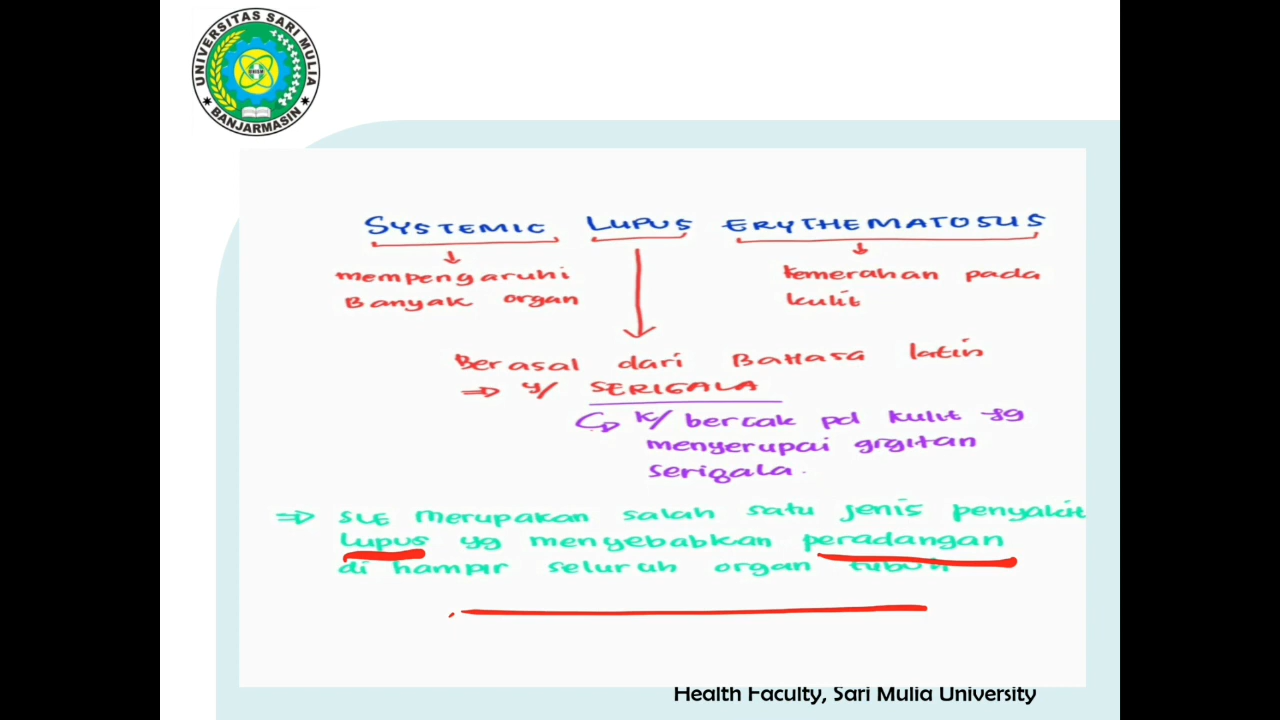 UNIVERSITAS SARI MULIA
BANJARMASIN
SYSTEMIC LUPUS ERYTHEMATOSUS
mempengaruhi
Banyak organ
kemerahan pada
kulit
Berasal dari Bahasa latin
⇒ y/ SERIGALA
↳ K/ bercak pd kulit yg
menyerupai gigitan
serigala.
⇒ SLE merupakan salah satu jenis penyakit
lupus yg menyebabkan peradangan
di hampir seluruh organ tubuh
Health Faculty, Sari Mulia University